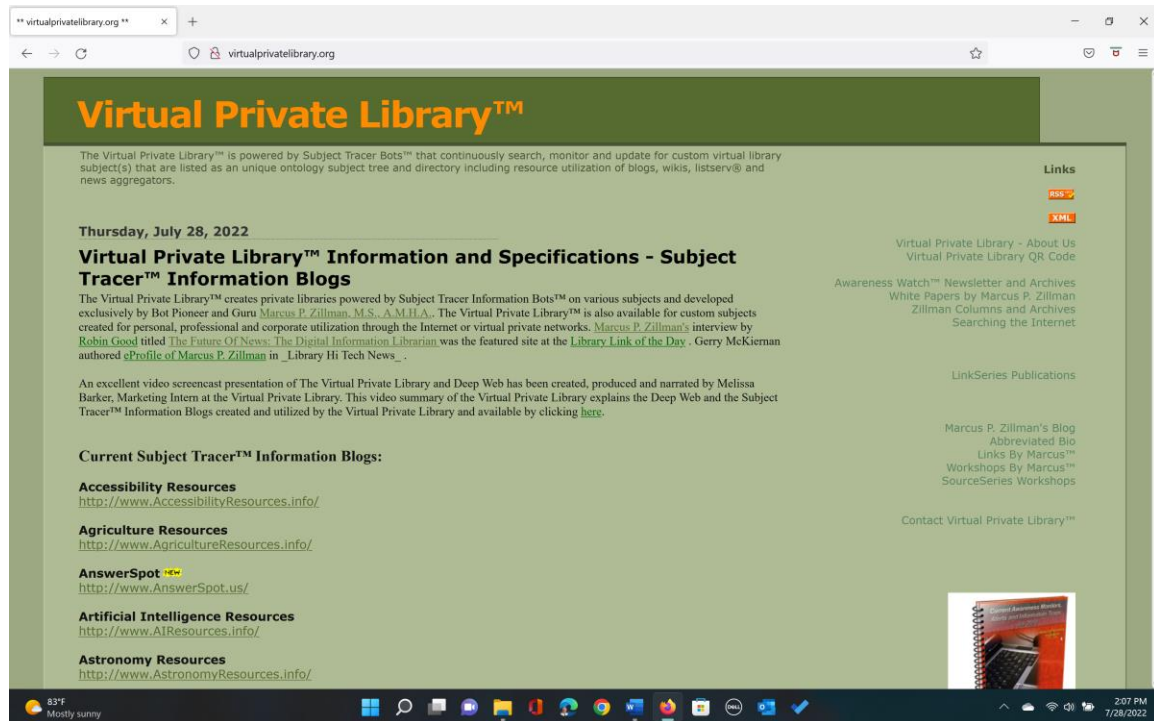 ** virtualprivatelibrary.org **
virtualprivatelibrary.org
Virtual Private Library™
The Virtual Private Library™ is powered by Subject Tracer Bots™ that continuously search, monitor and update for custom virtual library
subject(s) that are listed as an unique ontology subject tree and directory including resource utilization of blogs, wikis, listserv® and
news aggregators.
Thursday, July 28, 2022
Virtual Private Library™ Information and Specifications - Subject
Tracer™ Information Blogs
The Virtual Private Library™ creates private libraries powered by Subject Tracer Information Bots™ on various subjects and developed
exclusively by Bot Pioneer and Guru Marcus P. Zillman, M.S., A.M.H.A.. The Virtual Private Library™ is also available for custom subjects
created for personal, professional and corporate utilization through the Internet or virtual private networks. Marcus P. Zillman's interview by
Robin Good titled The Future Of News: The Digital Information Librarian was the featured site at the Library Link of the Day . Gerry McKiernan
authored eProfile of Marcus P. Zillman in _Library Hi Tech News_ .
An excellent video screencast presentation of The Virtual Private Library and Deep Web has been created, produced and narrated by Melissa
Barker, Marketing Intern at the Virtual Private Library. This video summary of the Virtual Private Library explains the Deep Web and the Subject
Tracer™ Information Blogs created and utilized by the Virtual Private Library and available by clicking here.
Current Subject Tracer™ Information Blogs:
Accessibility Resources
http://www.AccessibilityResources.info/
Agriculture Resources
http://www.AgricultureResources.info/
AnswerSpot NEW
http://www.AnswerSpot.us/
Artificial Intelligence Resources
http://www.AIResources.info/
Astronomy Resources
http://www.AstronomyResources.info/
Links
RSS
XML
Virtual Private Library - About Us
Virtual Private Library QR Code
Awareness Watch™ Newsletter and Archives
White Papers by Marcus P. Zillman
Zillman Columns and Archives
Searching the Internet
LinkSeries Publications
Marcus P. Zillman's Blog
Abbreviated Bio
Links By Marcus™
Workshops By Marcus™
SourceSeries Workshops
Contact Virtual Private Library™
83°F
Mostly sunny
DELL
2:07 PM
7/28/2022